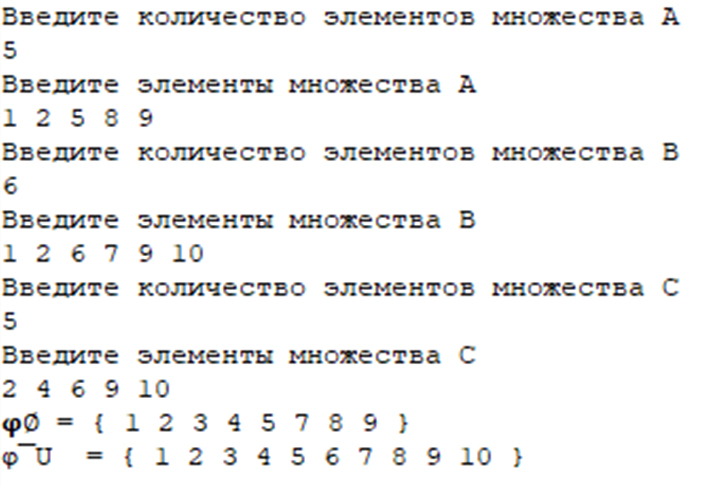 Введите количество элементов множества A
5
Введите элементы множества A
1 2 5 8 9
Введите количество элементов множества B
6
Введите элементы множества B
1 2 6 7 9 10
Введите количество элементов множества C
5
Введите элементы множества C
2 4 6 9 10
φØ = { 1 2 3 4 5 7 8 9 }
φ¯U = { 1 2 3 4 5 6 7 8 9 10 }